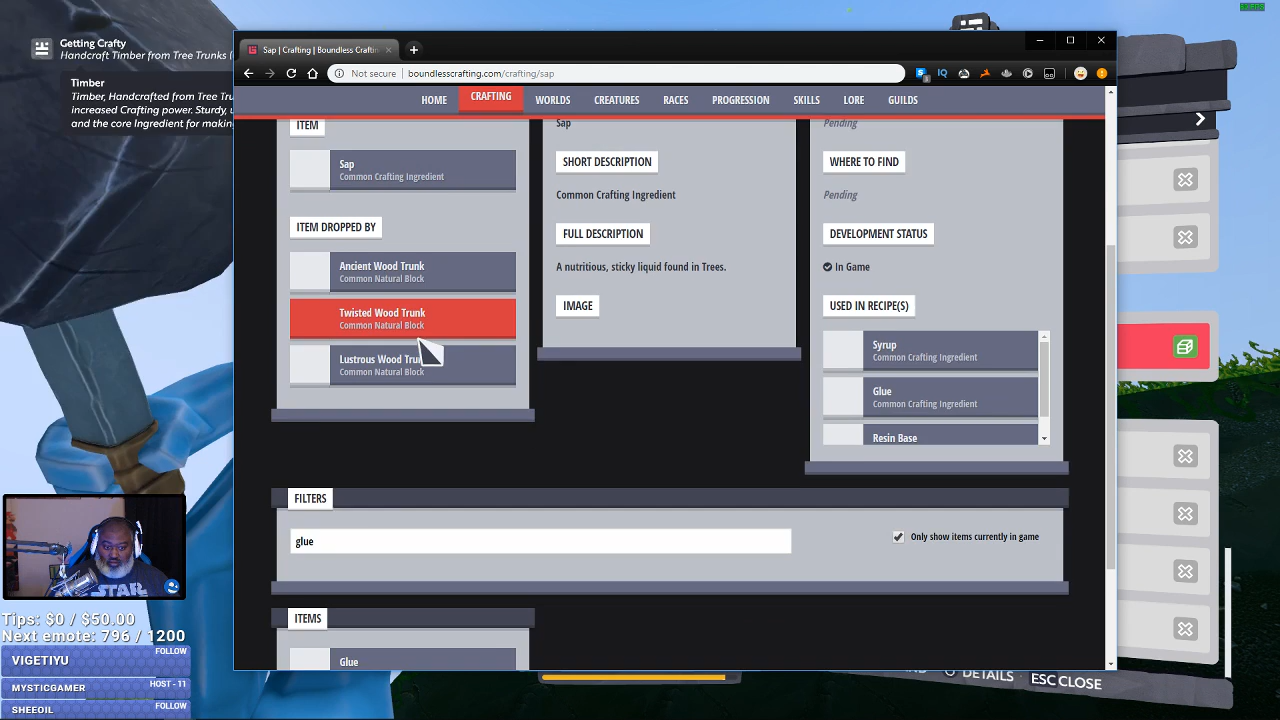 Getting Crafty
Handcraft Timber from Tree Trunks (
Timber
Timber, Handcrafted from Tree Tru
increased Crafting power. Sturdy, u
and the core Ingredient for makin
Sap | Crafting | Boundless Craftin
Not secure | boundlesscrafting.com/crafting/sap
HOME
CRAFTING
WORLDS
CREATURES
RACES
PROGRESSION
SKILLS
LORE
GUILDS
ITEM
Sap
Common Crafting Ingredient
ITEM DROPPED BY
Ancient Wood Trunk
Common Natural Block
Twisted Wood Trunk
Common Natural Block
Lustrous Wood Trun
Common Natural Block
Sap
SHORT DESCRIPTION
Common Crafting Ingredient
FULL DESCRIPTION
A nutritious, sticky liquid found in Trees.
IMAGE
Pending
WHERE TO FIND
Pending
DEVELOPMENT STATUS
In Game
USED IN RECIPE(S)
Syrup
Common Crafting Ingredient
Glue
Common Crafting Ingredient
Resin Base
FILTERS
glue
Only show items currently in game
ITEMS
Glue
STAR
Tips: $0 / $50.00
Next emote: 796 / 1200
VIGETIYU
FOLLOW
MYSTICGAMER
HOST - 11
SHEEOIL
FOLLOW
DETAILS
ESC CLOSE